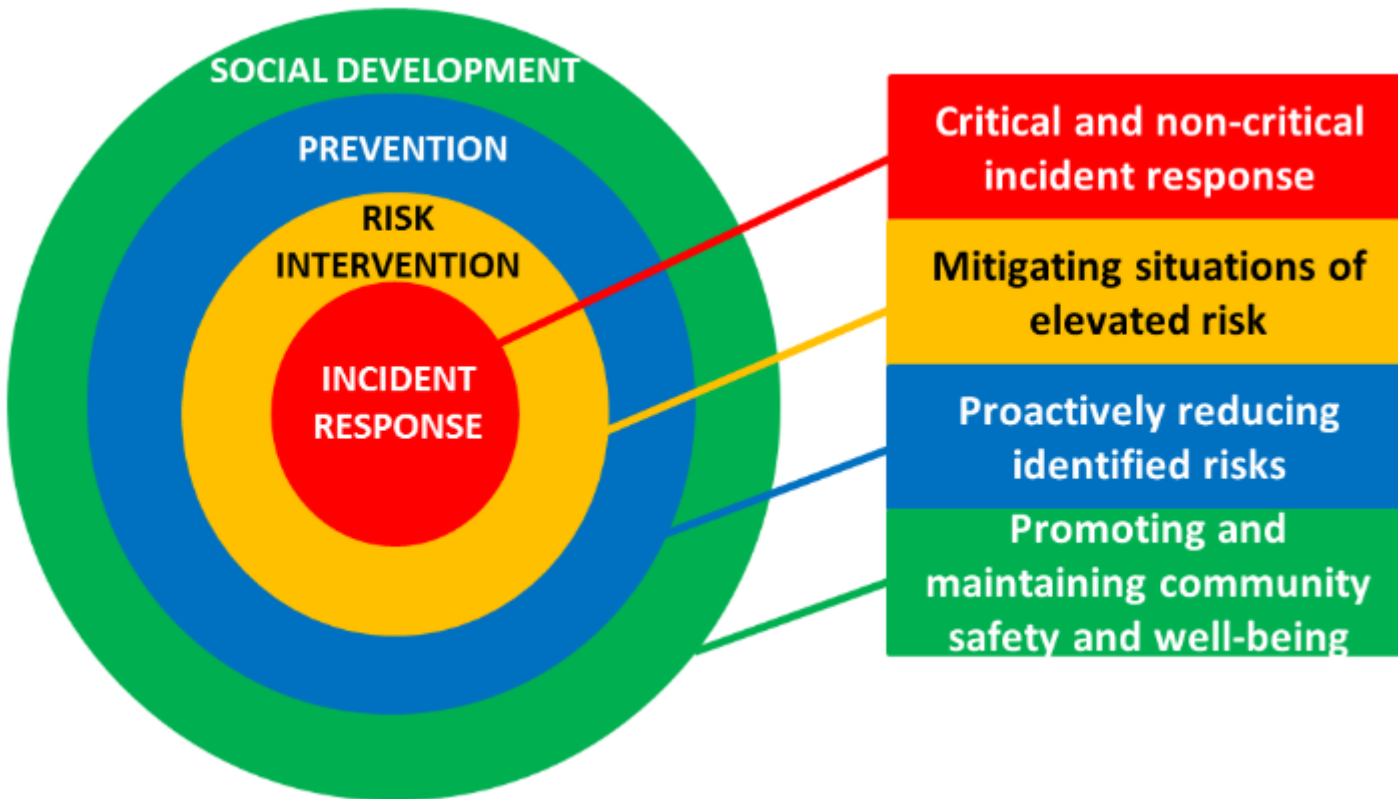 SOCIAL DEVELOPMENT
PREVENTION
RISK
INTERVENTION
INCIDENT
RESPONSE
Critical and non-critical
incident response
Mitigating situations of
elevated risk
Proactively reducing
identified risks
Promoting and
maintaining community
safety and well-being